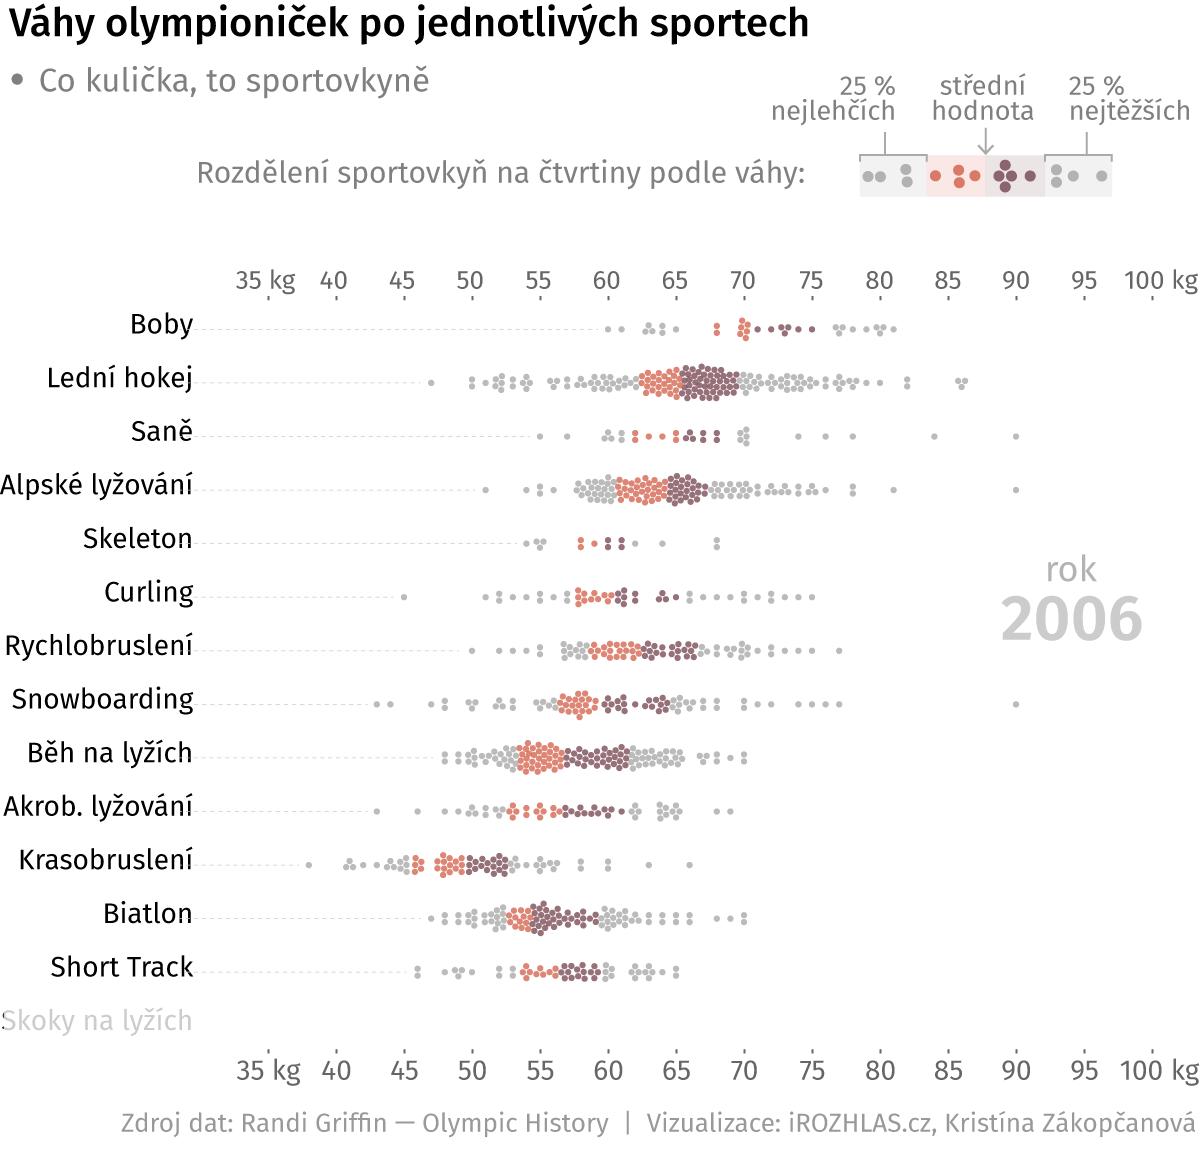 Váhy olympioniček po jednotlivých sportech
• Co kulička, to sportovkyně
25 % nejlehčích
střední hodnota
25 % nejtěžších
Rozdělení sportovkyň na čtvrtiny podle váhy:
35 kg 40 45 50 55 60 65 70 75 80 85 90 95 100 kg
Boby
Lední hokej
Saně
Alpské lyžování
Skeleton
Curling
rok
2006
Rychlobruslení
Snowboarding
Běh na lyžích
Akrob. lyžování
Krasobruslení
Biatlon
Short Track
Skoky na lyžích
35 kg 40 45 50 55 60 65 70 75 80 85 90 95 100 kg
Zdroj dat: Randi Griffin — Olympic History | Vizualizace: iROZHLAS.cz, Kristína Zákopčanová